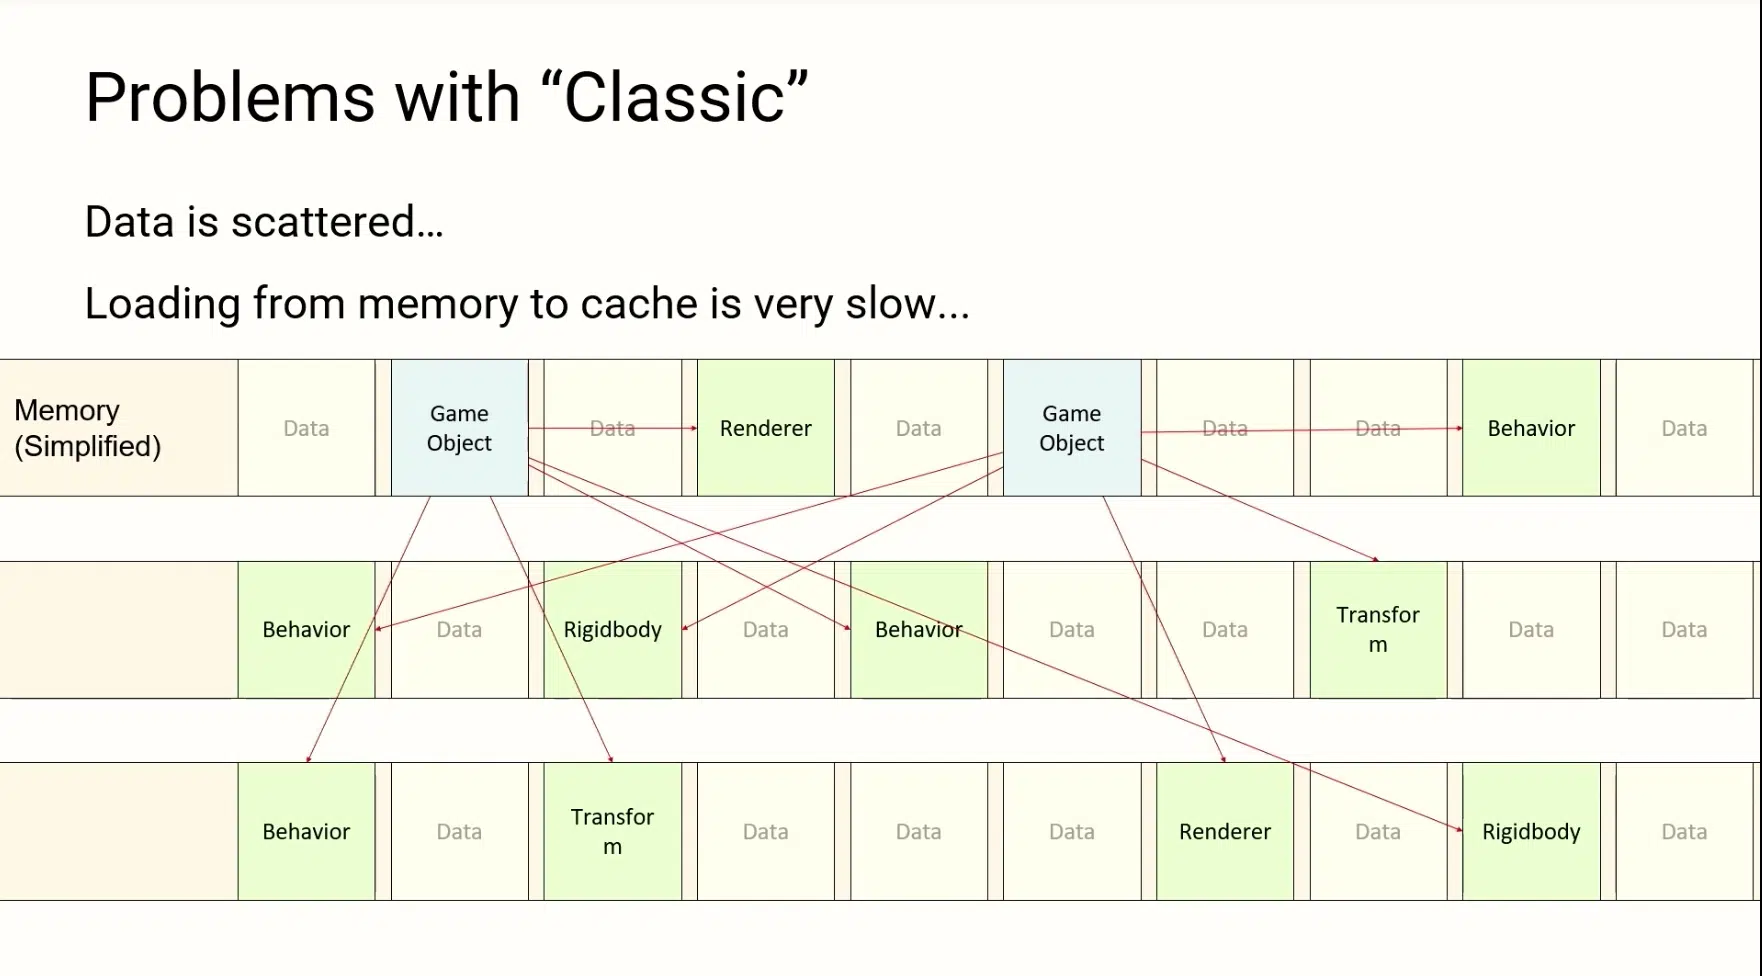 Problems with “Classic”
Data is scattered…
Loading from memory to cache is very slow...
Memory
(Simplified)
Data
Game
Object
Data
Renderer
Data
Game
Object
Data
Data
Behavior
Data
Behavior
Data
Rigidbody
Data
Behavior
Data
Data
Transfor
m
Data
Data
Behavior
Data
Transfor
m
Data
Data
Data
Renderer
Data
Rigidbody
Data